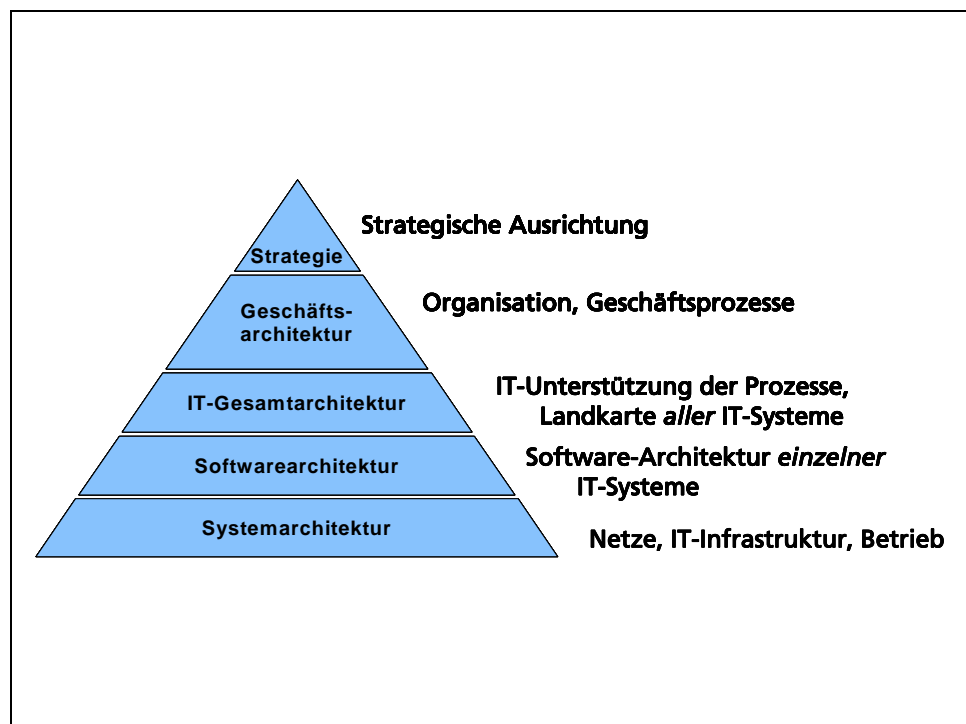 Strategische Ausrichtung
Strategie
Organisation, Geschäftsprozesse
Geschäfts-
architektur
IT-Unterstützung der Prozesse,
Landkarte aller IT-Systeme
IT-Gesamtarchitektur
Software-Architektur einzelner
IT-Systeme
Softwarearchitektur
Systemarchitektur
Netze, IT-Infrastruktur, Betrieb